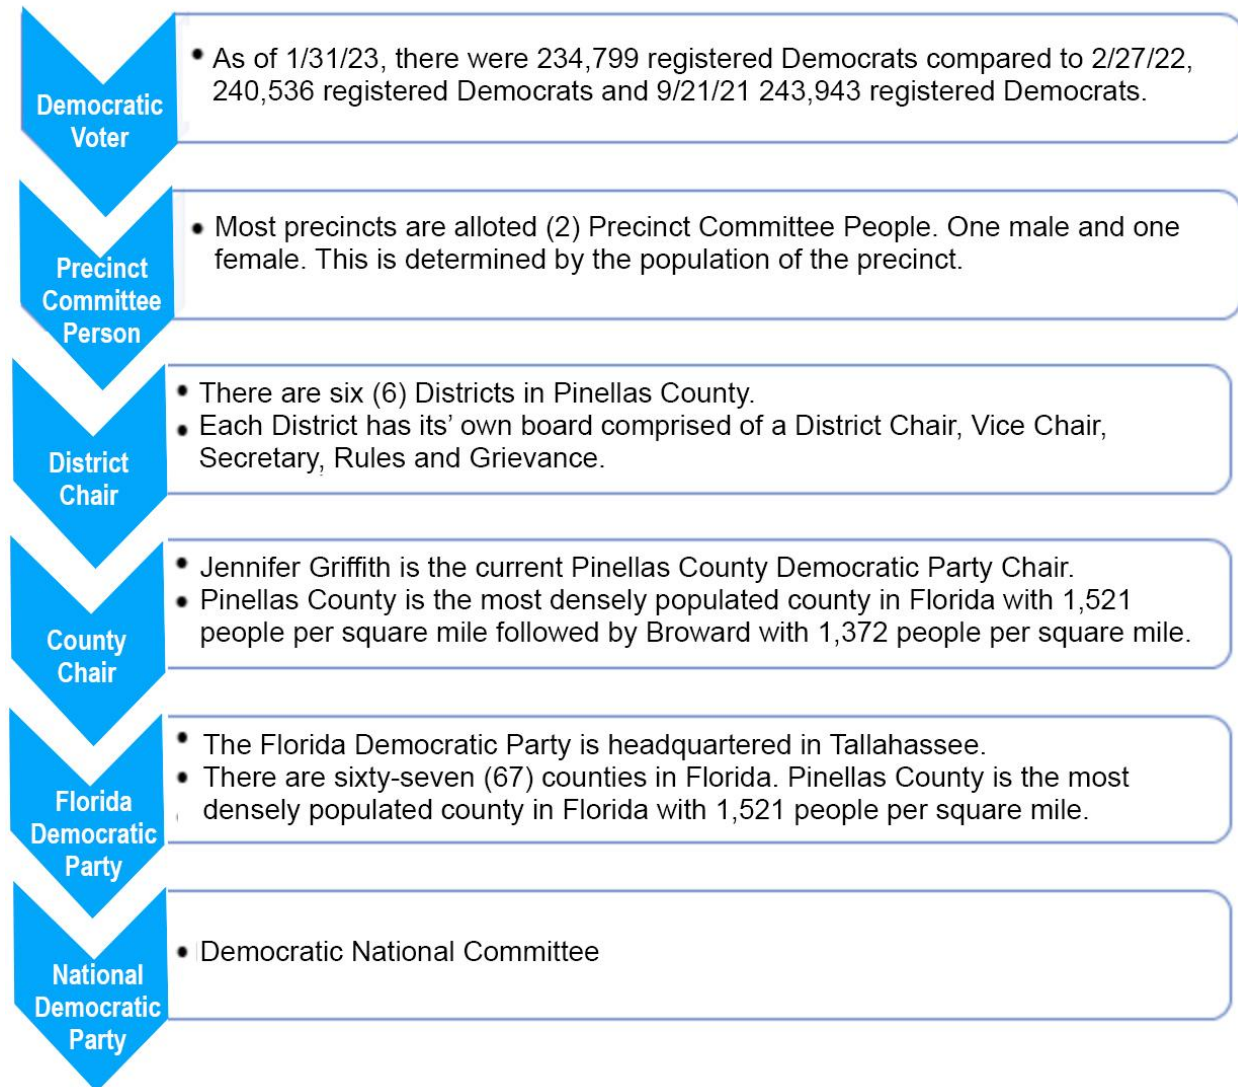 Democratic
Voter
• As of 1/31/23, there were 234,799 registered Democrats compared to 2/27/22,
240,536 registered Democrats and 9/21/21 243,943 registered Democrats.
Precinct
Committee
Person
• Most precincts are alloted (2) Precinct Committee People. One male and one
female. This is determined by the population of the precinct.
District
Chair
• There are six (6) Districts in Pinellas County.
• Each District has its’ own board comprised of a District Chair, Vice Chair,
Secretary, Rules and Grievance.
County
Chair
• Jennifer Griffith is the current Pinellas County Democratic Party Chair.
• Pinellas County is the most densely populated county in Florida with 1,521
people per square mile followed by Broward with 1,372 people per square mile.
Florida
Democratic
Party
• The Florida Democratic Party is headquartered in Tallahassee.
• There are sixty-seven (67) counties in Florida. Pinellas County is the most
densely populated county in Florida with 1,521 people per square mile.
National
Democratic
Party
• Democratic National Committee